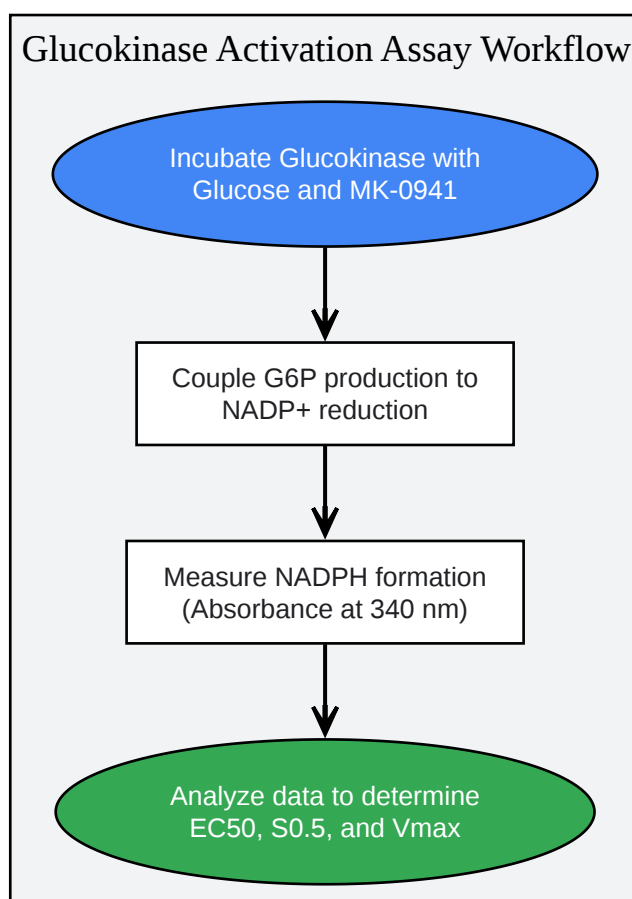 Glucokinase Activation Assay Workflow
Incubate Glucokinase with
Glucose and MK-0941
Couple G6P production to
NADP+ reduction
Measure NADPH formation
(Absorbance at 340 nm)
Analyze data to determine
EC50, S0.5, and Vmax